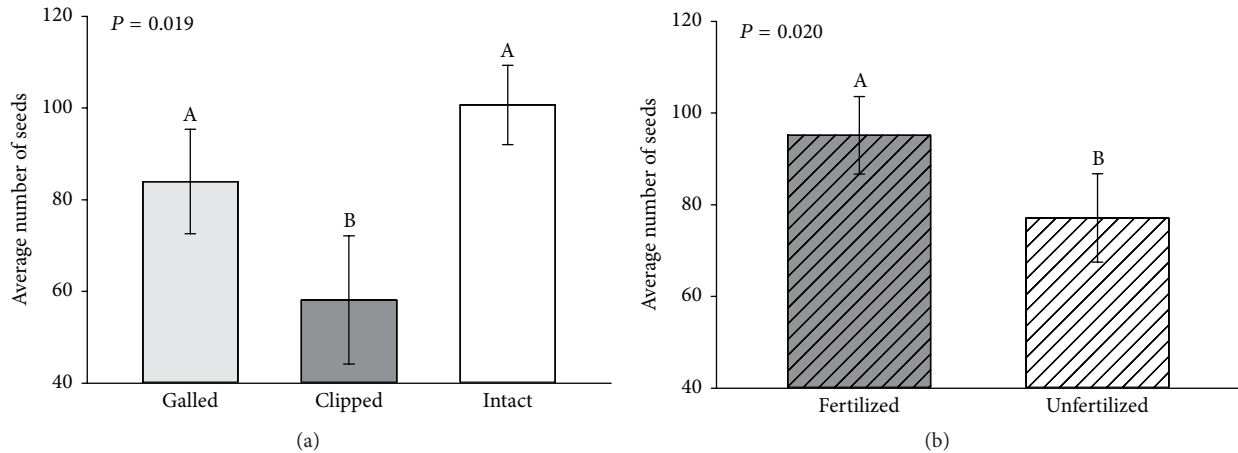 P = 0.019
120
100
80
60
40
Average number of seeds
A
B
A
Galled Clipped Intact
(a)
P = 0.020
120
100
80
60
40
Average number of seeds
A
B
Fertilized Unfertilized
(b)